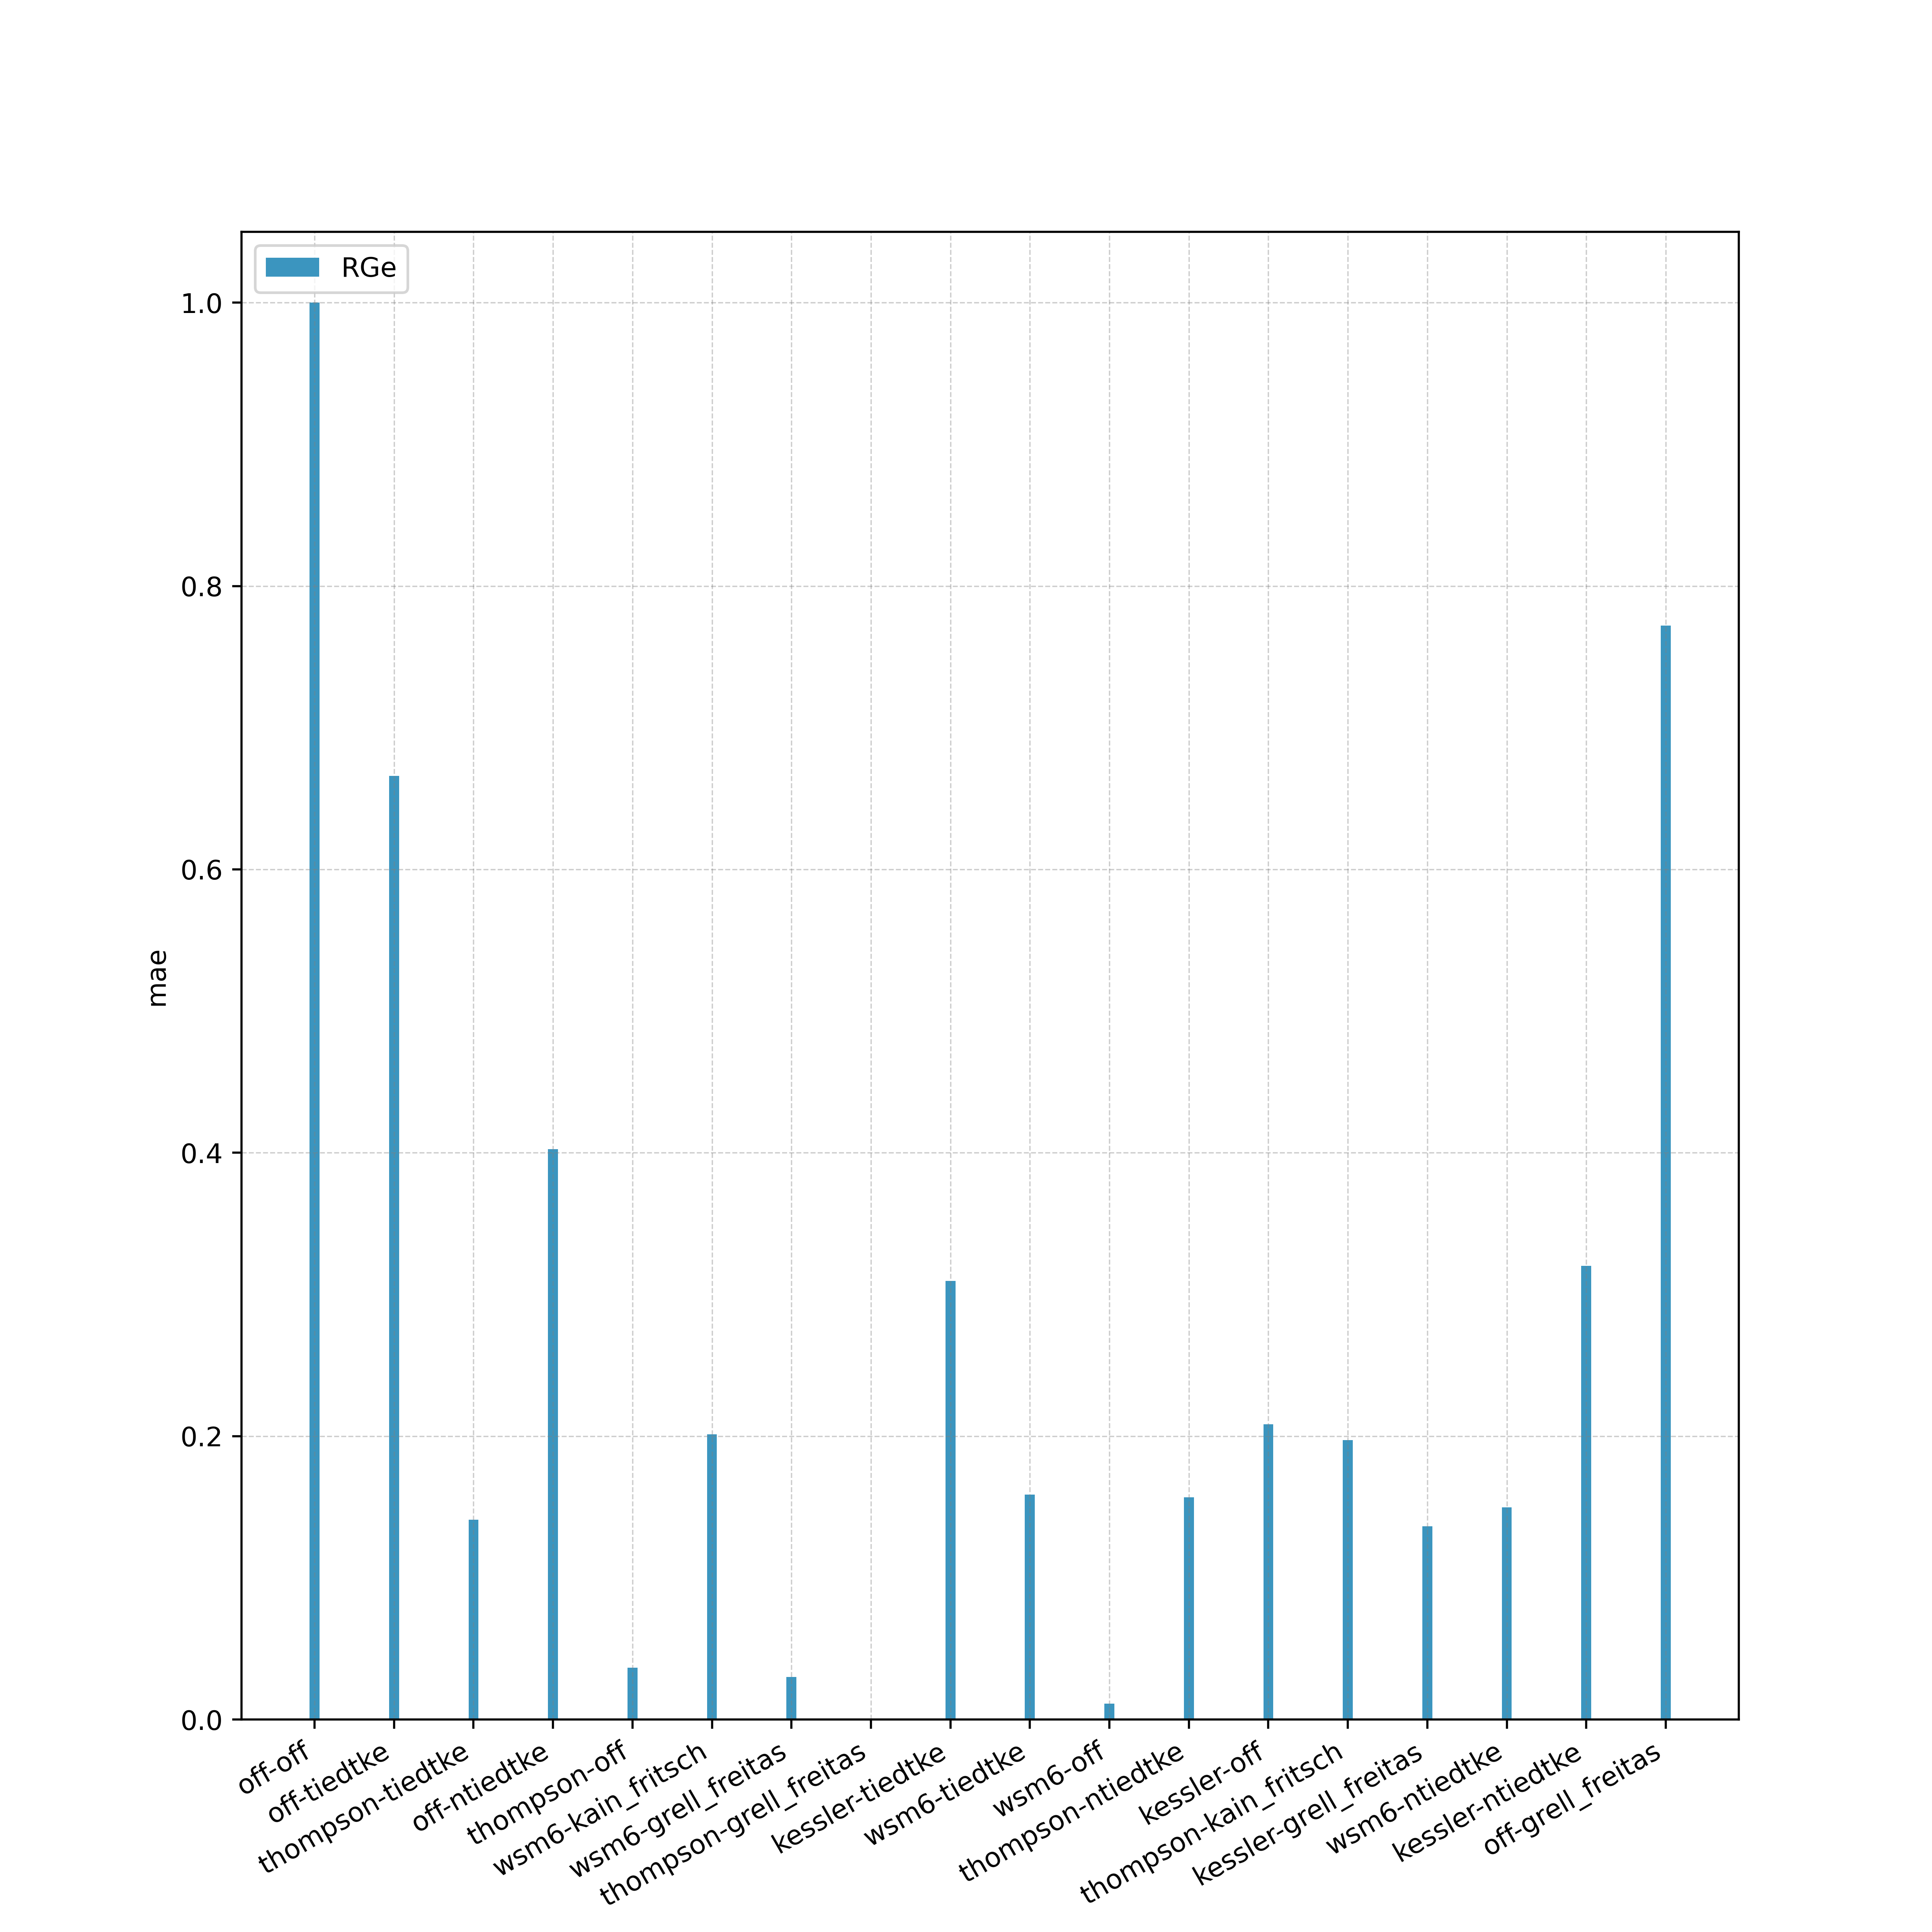 RGe
1.0
0.8
0.6
0.4
0.2
0.0
mae
off-off
off-tiedtke
thompson-tiedtke
off-ntiedtke
thompson-off
wsm6-kain_fritsch
wsm6-grell_freitas
thompson-grell_freitas
kessler-tiedtke
wsm6-tiedtke
wsm6-off
thompson-ntiedtke
kessler-off
thompson-kain_fritsch
kessler-grell_freitas
wsm6-ntiedtke
kessler-ntiedtke
off-grell_freitas